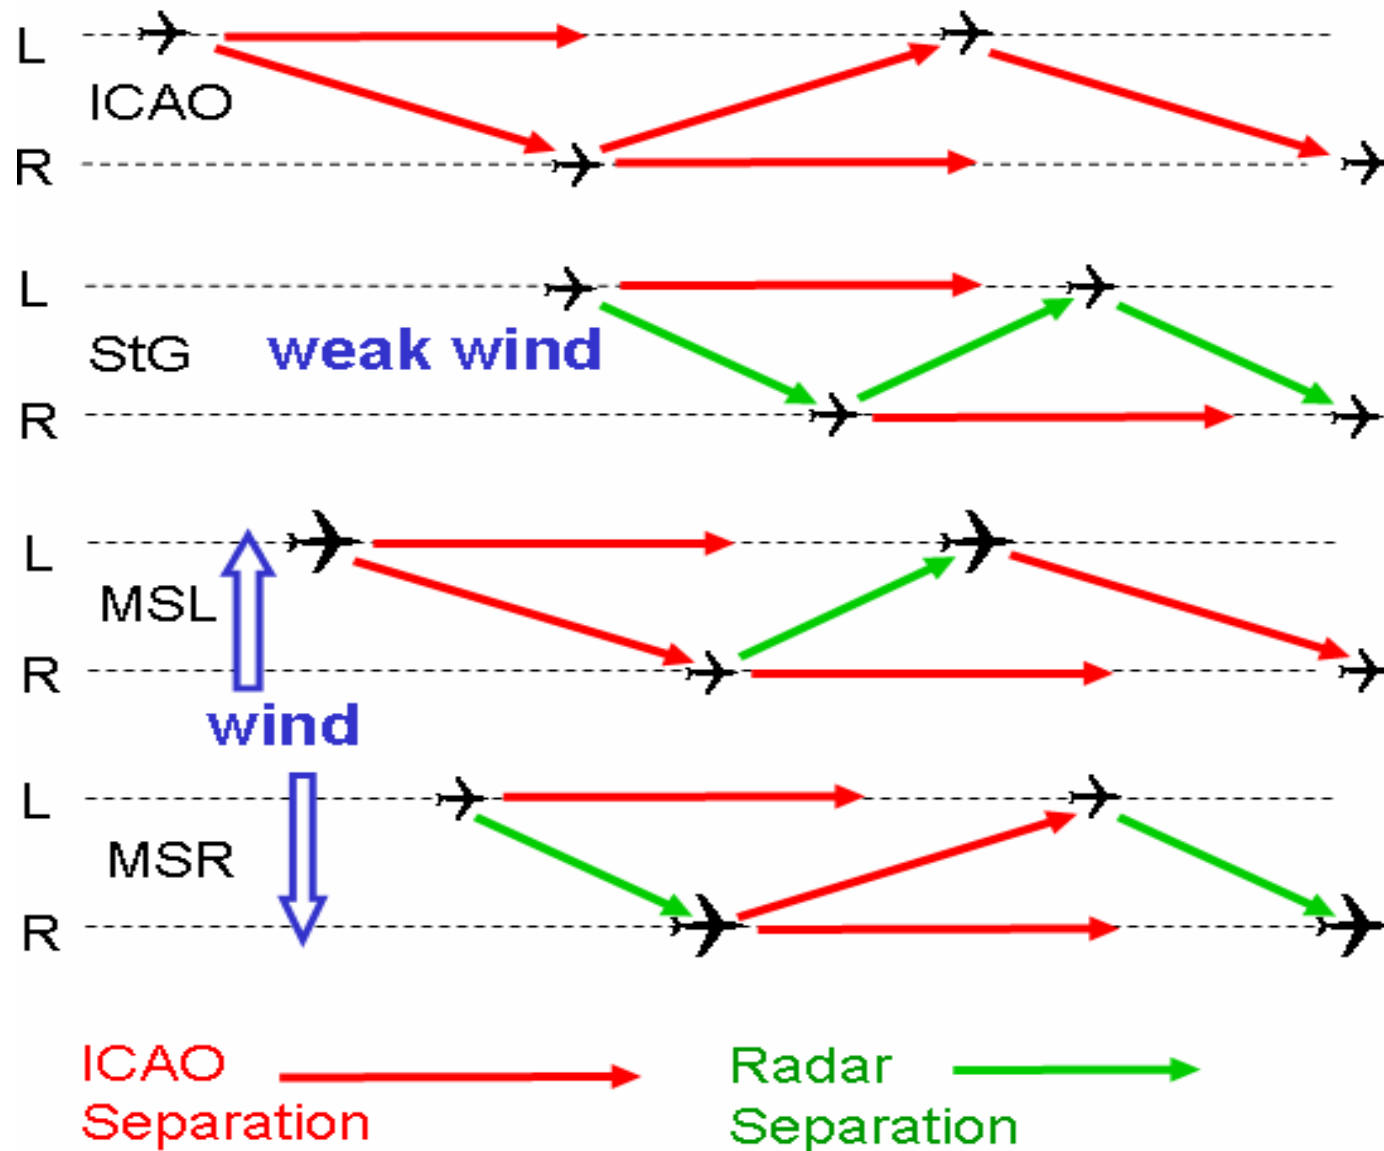 L
ICAO
R
L
StG weak wind
R
L
MSL
R
wind
L
MSR
R
ICAO Radar
Separation Separation